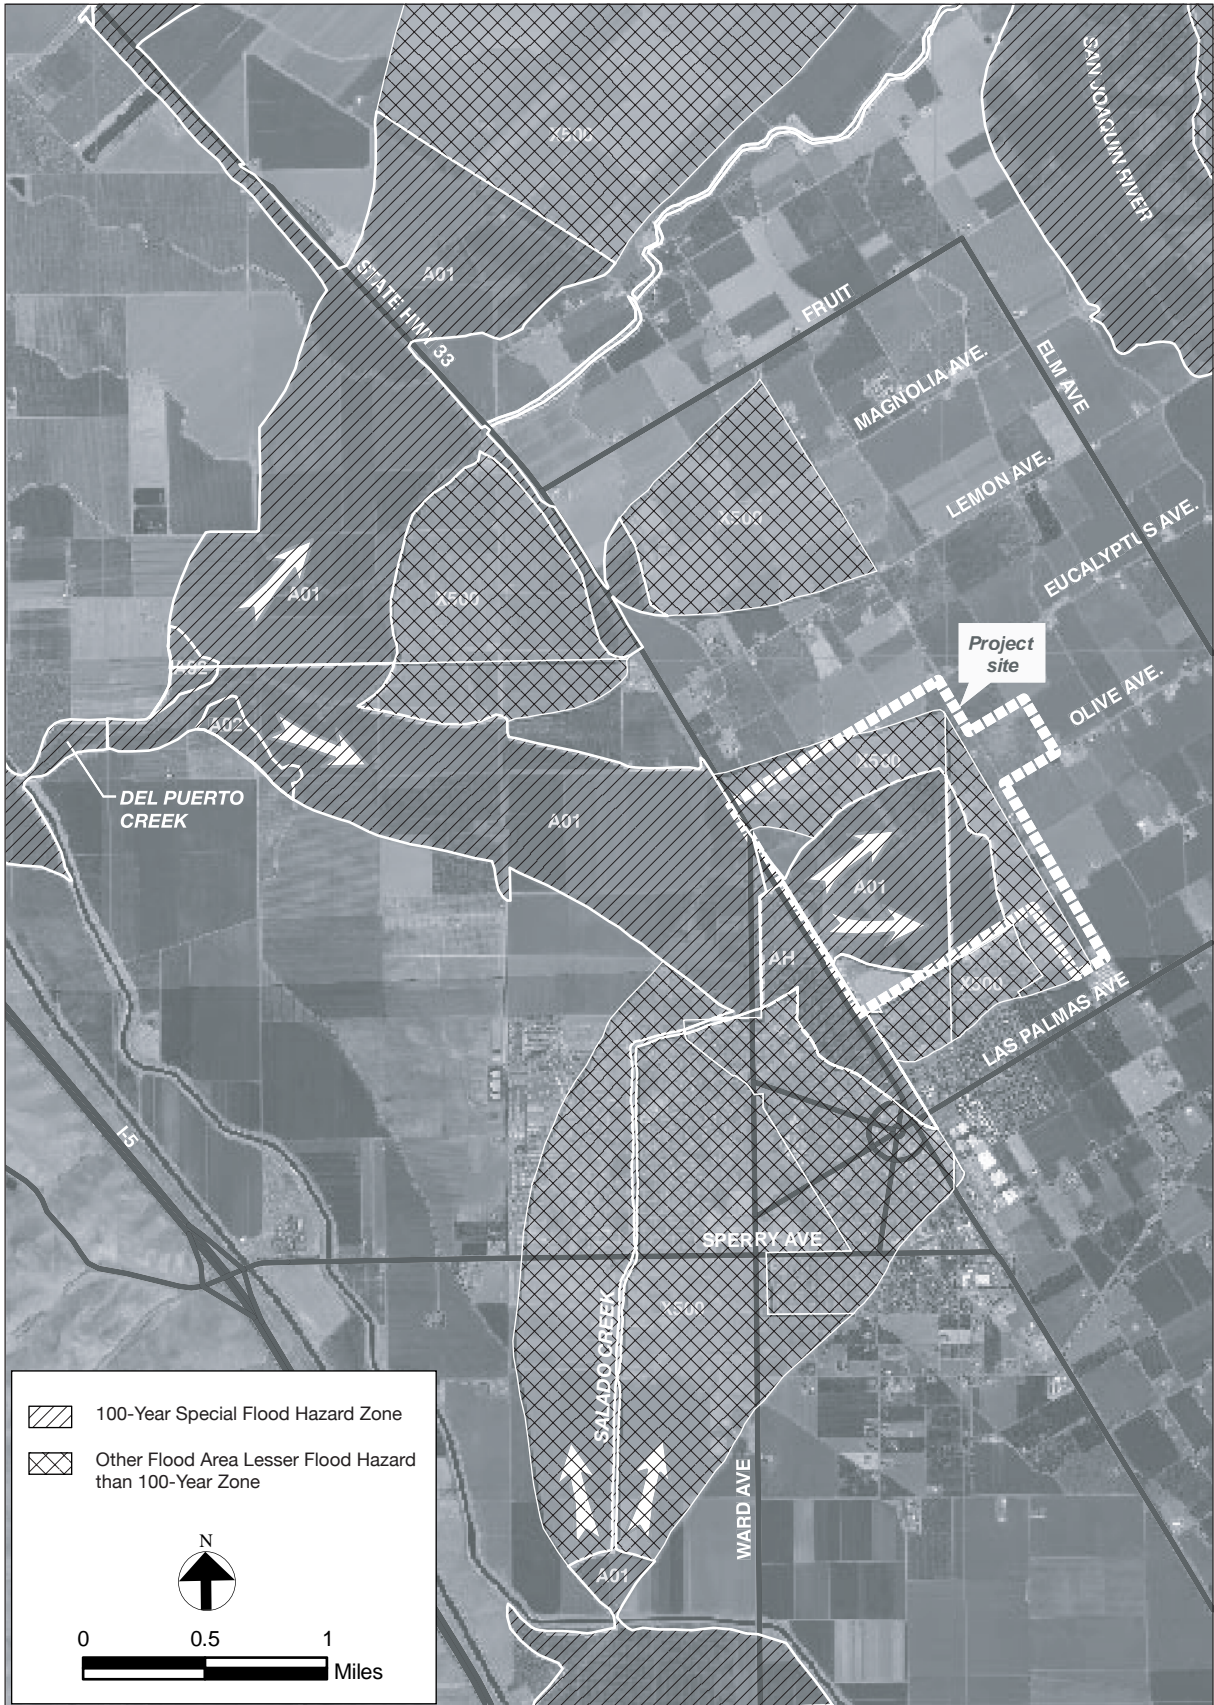 X500
SAN JOAQUIN RIVER
A01
STATE HWY 33
FRUIT
MAGNOLIA AVE.
ELM AVE
LEMON AVE.
X500
EUCALYPTUS AVE.
A01
X500
Project
site
A02
OLIVE AVE.
A02
X500
DEL PUERTO
CREEK
A01
A01
AH
X500
LAS PALMAS AVE
I-5
SPERRY AVE
X500
SALADO CREEK
WARD AVE
A01
100-Year Special Flood Hazard Zone
Other Flood Area Lesser Flood Hazard
than 100-Year Zone
N
0 0.5 1
Miles